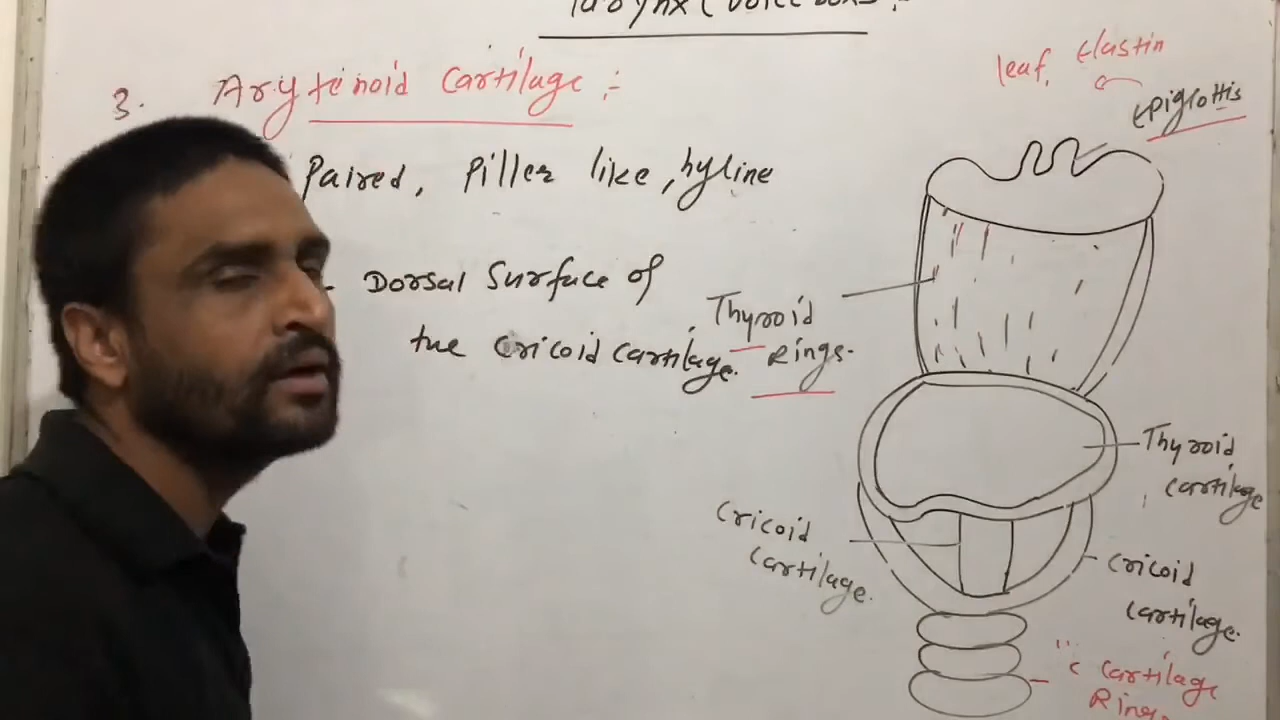 Larynx (Voice box) :-
3. Arytenoid Cartilage :-
Paired, Piller like, hyline
- Dorsal Surface of
the Cricoid Cartilage.
leaf, Elastin
Epiglottis
Thyroid
Rings.
Thyroid
cartilage
Cricoid
Cartilage.
Cricoid
Cartilage.
"c Cartilage
Rings